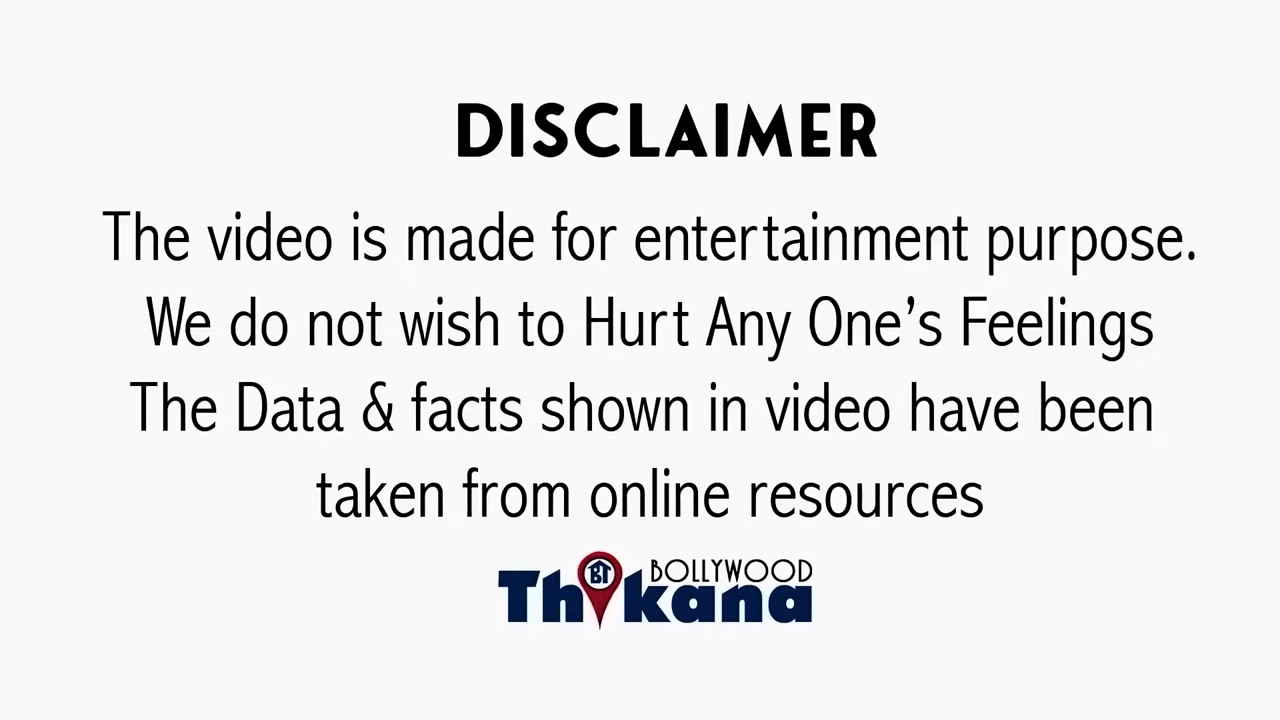 DISCLAIMER
The video is made for entertainment purpose.
We do not wish to Hurt Any One’s Feelings
The Data & facts shown in video have been
taken from online resources
BT BOLLYWOOD
Thikana